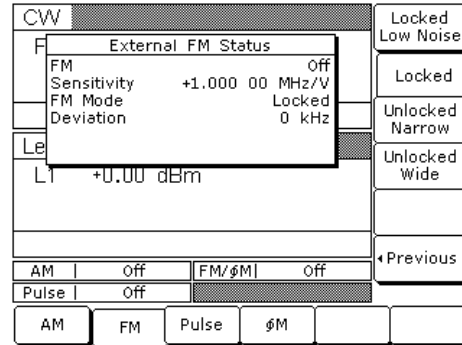 CW
F
External FM Status
FM Off
Sensitivity +1.000 00 MHz/V
FM Mode Locked
Deviation 0 kHz
Le
L1 +0.00 dBm
AM Off FM/ϕM Off
Pulse Off
Locked
Low Noise
Locked
Unlocked
Narrow
Unlocked
Wide
Previous
AM FM Pulse ϕM